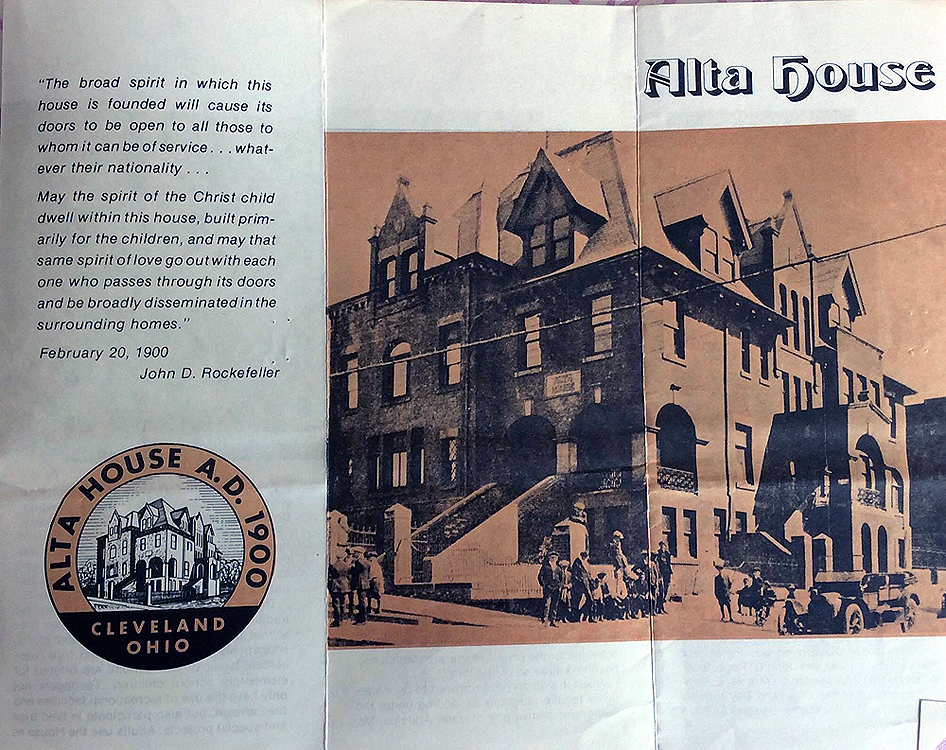 "The broad spirit in which this
house is founded will cause its
doors to be open to all those to
whom it can be of service . . . what-
ever their nationality . . .
May the spirit of the Christ child
dwell within this house, built prim-
arily for the children, and may that
same spirit of love go out with each
one who passes through its doors
and be broadly disseminated in the
surrounding homes."
February 20, 1900
John D. Rockefeller
ALTA HOUSE A.D. 1900
CLEVELAND
OHIO
Alta House